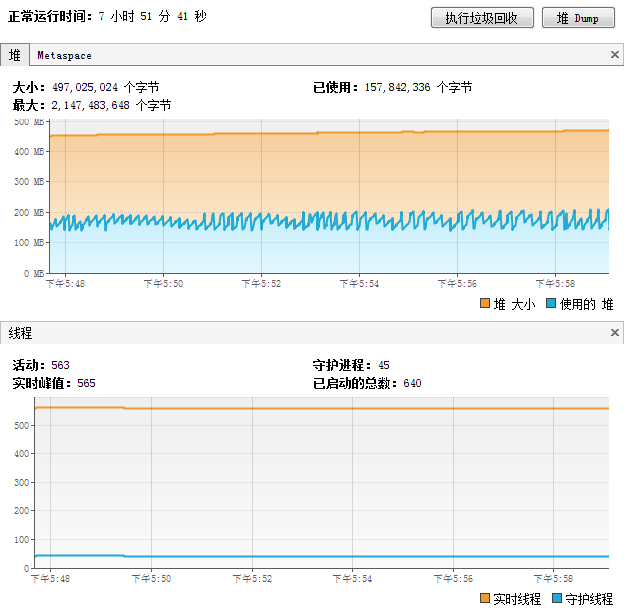 正常运行时间: 7 小时 51 分 41 秒
执行垃圾回收 堆 Dump
堆 Metaspace
大小: 497,025,024 个字节 已使用: 157,842,336 个字节
最大: 2,147,483,648 个字节
500 MB
400 MB
300 MB
200 MB
100 MB
0 MB
下午5:48 下午5:50 下午5:52 下午5:54 下午5:56 下午5:58
堆 大小 使用的 堆
线程
活动: 563 守护进程: 45
实时峰值: 565 已启动的总数: 640
500
400
300
200
100
0
下午5:48 下午5:50 下午5:52 下午5:54 下午5:56 下午5:58
实时线程 守护线程